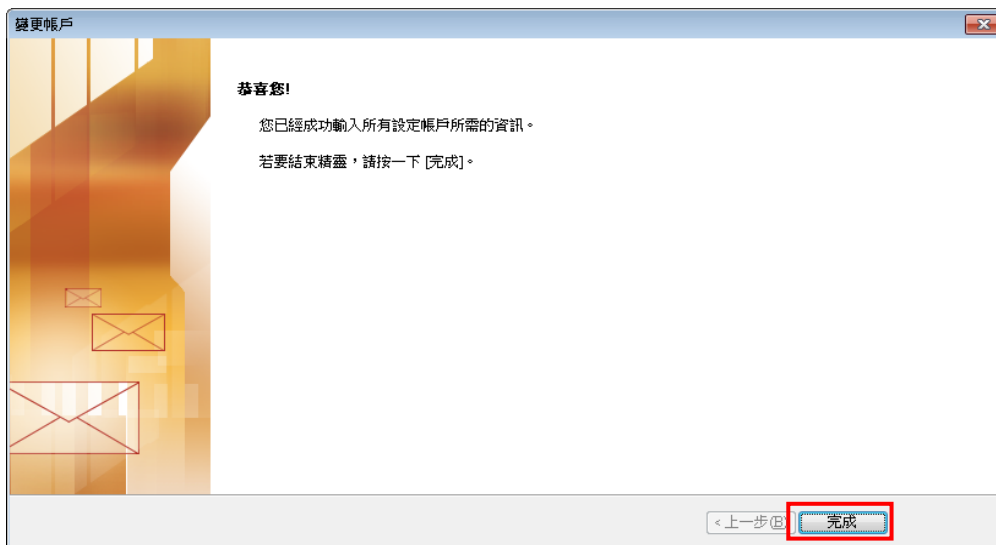 變更帳戶
恭喜您!
您已經成功輸入所有設定帳戶所需的資訊。
若要結束精靈，請按一下 [完成]。
<上一步(B)
完成